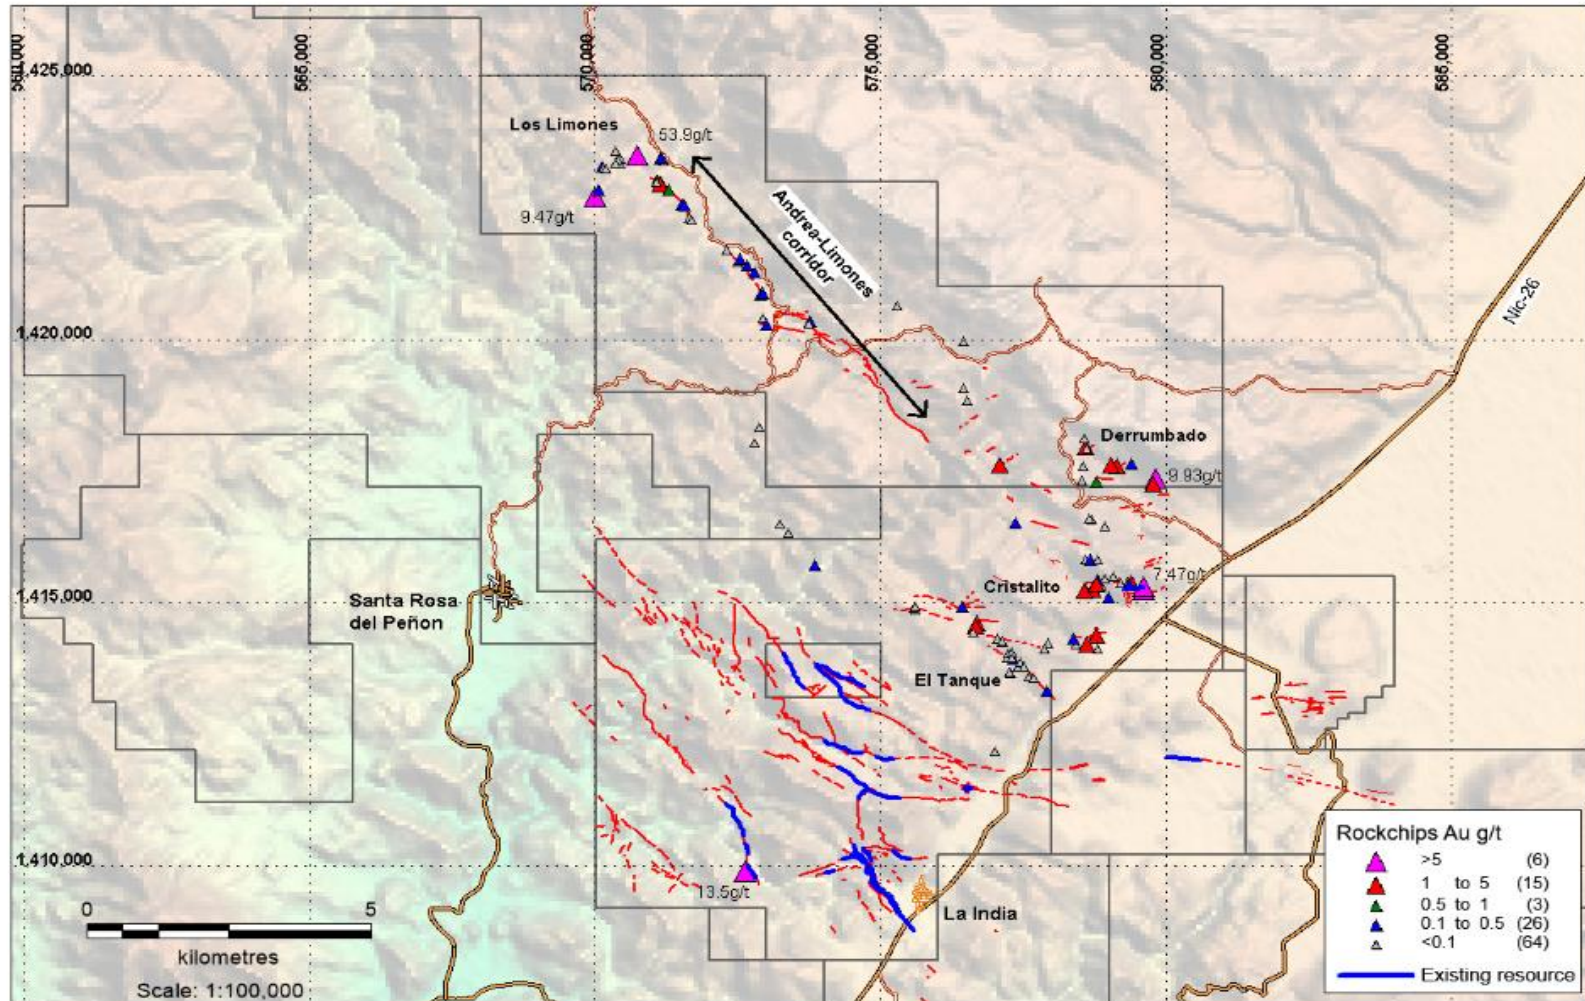 560,000
565,000
570,000
575,000
580,000
585,000
1,425,000
Los Limones
53.9g/t
9.47g/t
Andrea-Limones
corridor
Nic-26
1,420,000
Derrumbado
9.93g/t
7.47g/t
Cristalito
1,415,000
Santa Rosa
del Peñon
El Tanque
1,410,000
13.5g/t
La India
0 5
kilometres
Scale: 1:100,000
Rockchips Au g/t
>5 (6)
1 to 5 (15)
0.5 to 1 (3)
0.1 to 0.5 (26)
<0.1 (64)
Existing resource